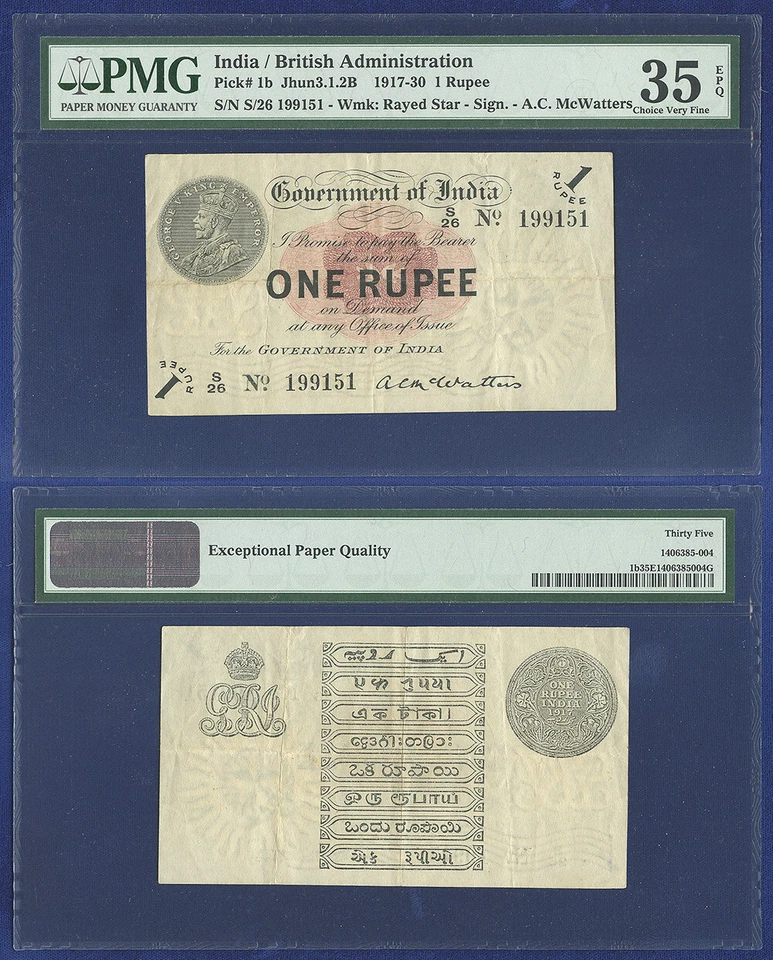 PMG
PAPER MONEY GUARANTY
India / British Administration
Pick# 1b Jhun3.1.2B 1917-30 1 Rupee
S/N S/26 199151 - Wmk: Rayed Star - Sign. - A.C. McWatters
35
EPQ
Choice Very Fine
GEORGE V KING EMPEROR
Government of India
1
RUPEE
S
26 No 199151
I Promise to pay the Bearer
the sum of
ONE RUPEE
on Demand
at any Office of Issue
For the GOVERNMENT OF INDIA
1
RUPEE
S
26 No 199151
A C McWatters
Exceptional Paper Quality
Thirty Five
1406385-004
1b35E1406385004G
GRI
ایک روپیہ
एक रुपया
এক টাকা
ఒక రూపాయి
ஒரு ரூபாய்
ಒಂದು ರೂಪಾಯಿ
એક રૂપીઓ
ONE
RUPEE
INDIA
1917